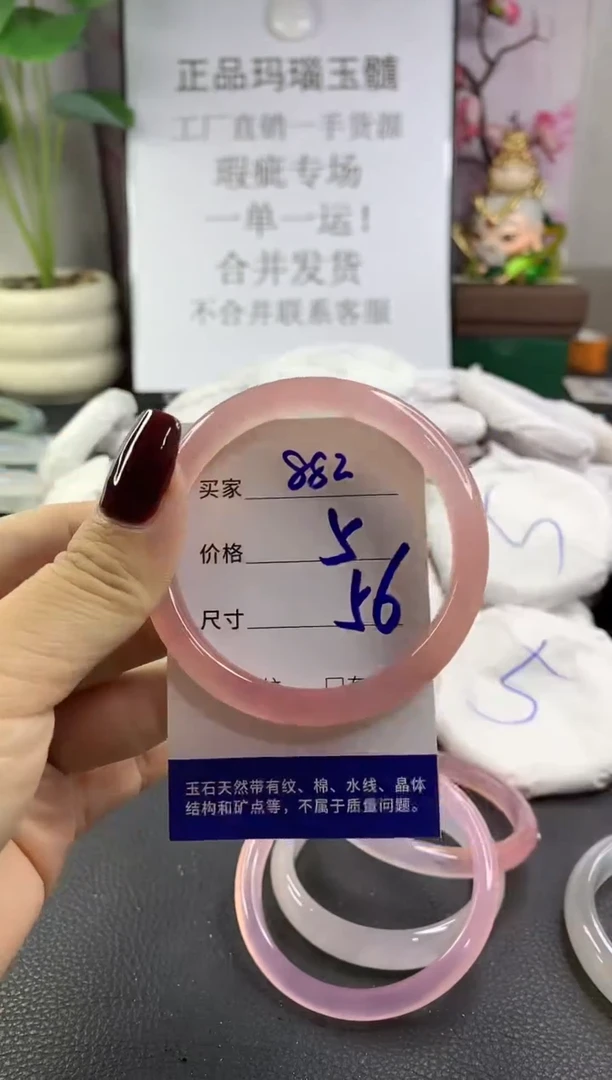 正品玛瑙玉髓
工厂直销一手货源
瑕疵专场
一单一运!
合并发货
不合并联系客服
买家 882
价格 5
尺寸 56
5
5
玉石天然带有纹、棉、水线、晶体
结构和矿点等,不属于质量问题。